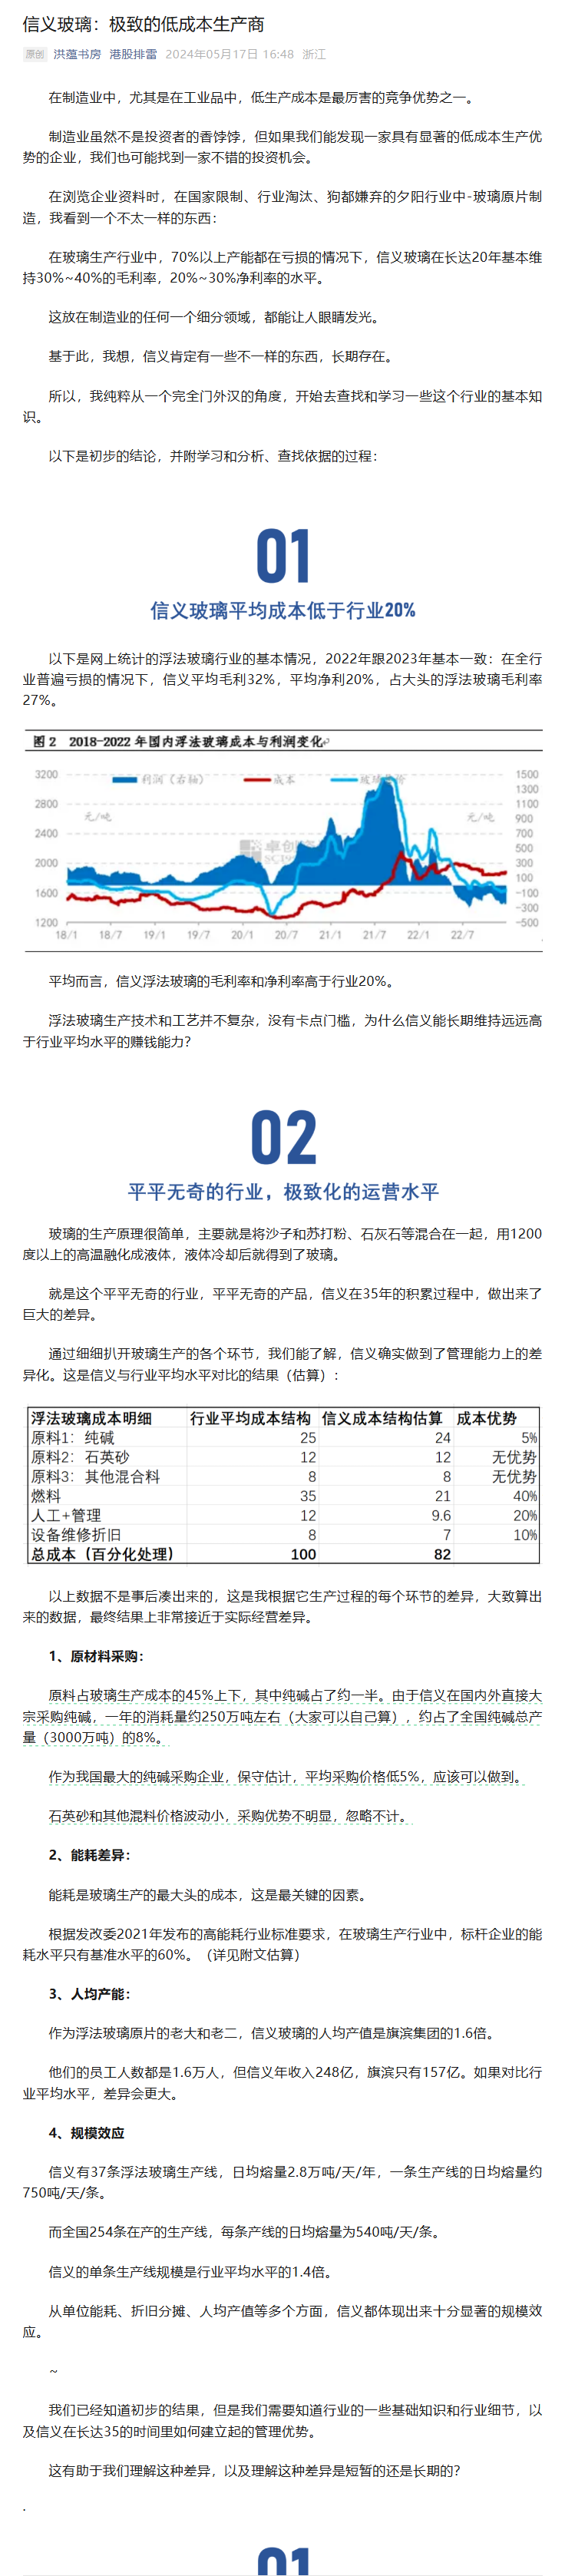 信义玻璃：极致的低成本生产商
原创 洪蕴书房 港股排雷 2024年05月17日 16:48 浙江
在制造业中，尤其是在工业品中，低生产成本是最厉害的竞争优势之一。
制造业虽然不是投资者的香饽饽，但如果我们能发现一家具有显著的低成本生产优
势的企业，我们也可能找到一家不错的投资机会。
在浏览企业资料时，在国家限制、行业淘汰、狗都嫌弃的夕阳行业中-玻璃原片制
造，我看到一个不太一样的东西：
在玻璃生产行业中，70%以上产能都在亏损的情况下，信义玻璃在长达20年基本维
持30%~40%的毛利率，20%~30%净利率的水平。
这放在制造业的任何一个细分领域，都能让人眼睛发光。
基于此，我想，信义肯定有一些不一样的东西，长期存在。
所以，我纯粹从一个完全门外汉的角度，开始去查找和学习一些这个行业的基本知
识。
以下是初步的结论，并附学习和分析、查找依据的过程：
01
信义玻璃平均成本低于行业20%
以下是网上统计的浮法玻璃行业的基本情况，2022年跟2023年基本一致：在全行
业普遍亏损的情况下，信义平均毛利32%，平均净利20%，占大头的浮法玻璃毛利率
27%。
图 2 2018-2022 年国内浮法玻璃成本与利润变化
利润（右轴） 成本
元/吨 元/吨
卓创
3200 2800 2400 2000 1600 1200
1500 1300 1100 900 700 500 300 100 -100 -300 -500
18/1 18/7 19/1 19/7 20/1 20/7 21/1 21/7 22/1 22/7
平均而言，信义浮法玻璃的毛利率和净利率高于行业20%。
浮法玻璃生产技术和工艺并不复杂，没有卡点门槛，为什么信义能长期维持远远高
于行业平均水平的赚钱能力？
02
平平无奇的行业，极致化的运营水平
玻璃的生产原理很简单，主要就是将沙子和苏打粉、石灰石等混合在一起，用1200
度以上的高温融化成液体，液体冷却后就得到了玻璃。
就是这个平平无奇的行业，平平无奇的产品，信义在35年的积累过程中，做出来了
巨大的差异。
通过细细扒开玻璃生产的各个环节，我们能了解，信义确实做到了管理能力上的差
异化。这是信义与行业平均水平对比的结果（估算）：
浮法玻璃成本明细 行业平均成本结构 信义成本结构估算 成本优势
原料1：纯碱 25 24 5%
原料2：石英砂 12 12 无优势
原料3：其他混合料 8 8 无优势
燃料 35 21 40%
人工+管理 12 9.6 20%
设备维修折旧 8 7 10%
总成本（百分化处理） 100 82
以上数据不是事后凑出来的，这是我根据它生产过程的每个环节的差异，大致算出
来的数据，最终结果上非常接近于实际经营差异。
1、原材料采购：
原料占玻璃生产成本的45%上下，其中纯碱占了约一半。由于信义在国内外直接大
宗采购纯碱，一年的消耗量约250万吨左右（大家可以自己算），约占了全国纯碱总产
量（3000万吨）的8%。
作为我国最大的纯碱采购企业，保守估计，平均采购价格低5%，应该可以做到。
石英砂和其他混料价格波动小，采购优势不明显，忽略不计。
2、能耗差异：
能耗是玻璃生产的最大头的成本，这是最关键的因素。
根据发改委2021年发布的高能耗行业标准要求，在玻璃生产行业中，标杆企业的能
耗水平只有基准水平的60%。（详见附文估算）
3、人均产能：
作为浮法玻璃原片的老大和老二，信义玻璃的人均产值是旗滨集团的1.6倍。
他们的员工人数都是1.6万人，但信义年收入248亿，旗滨只有157亿。如果对比行
业平均水平，差异会更大。
4、规模效应
信义有37条浮法玻璃生产线，日均熔量2.8万吨/天/年，一条生产线的日均熔量约
750吨/天/条。
而全国254条在产的生产线，每条产线的日均熔量为540吨/天/条。
信义的单条生产线规模是行业平均水平的1.4倍。
从单位能耗、折旧分摊、人均产值等多个方面，信义都体现出来十分显著的规模效
应。
~
我们已经知道初步的结果，但是我们需要知道行业的一些基础知识和行业细节，以
及信义在长达35的时间里如何建立起的管理优势。
这有助于我们理解这种差异，以及理解这种差异是短暂的还是长期的？
.
01